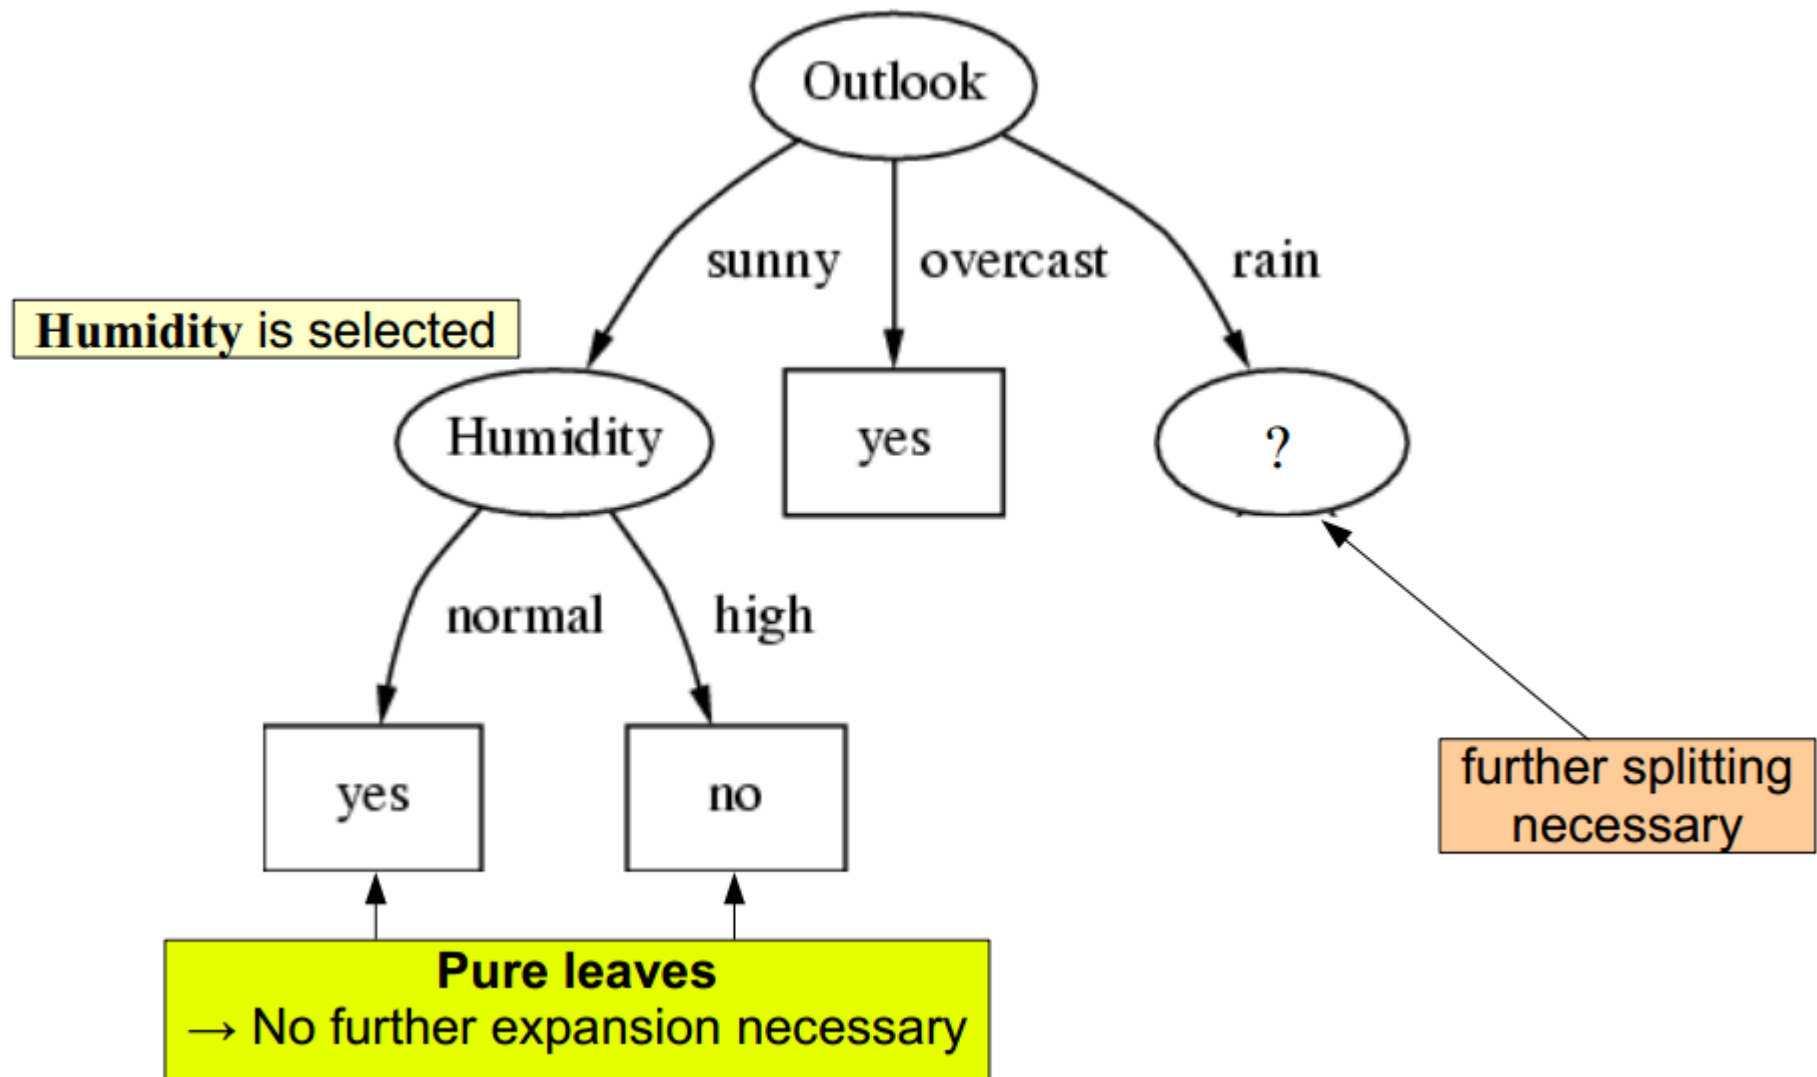 Outlook
sunny
overcast
rain
Humidity is selected
Humidity
yes
?
normal
high
yes
no
further splitting
necessary
Pure leaves
→ No further expansion necessary